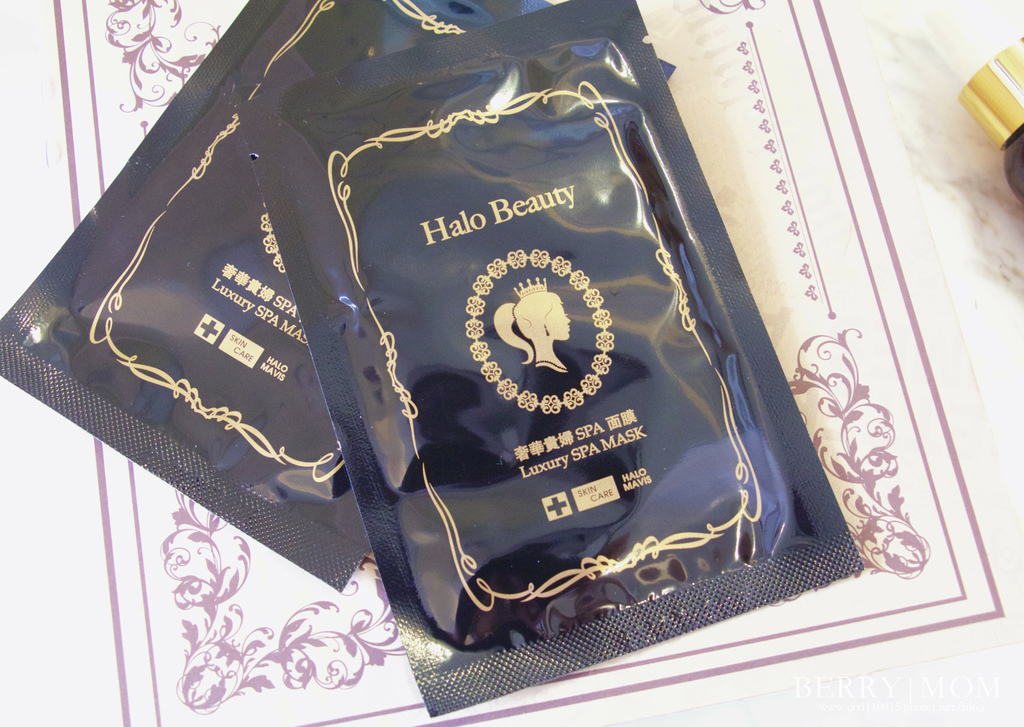 Halo Beauty
奢華貴婦 SPA 面膜
Luxury SPA MASK
SKIN
CARE
HALO
MAVIS
奢華貴婦 SPA
Luxury SPA
SKIN
CARE
HALO
MAVIS
BERRY|MOM